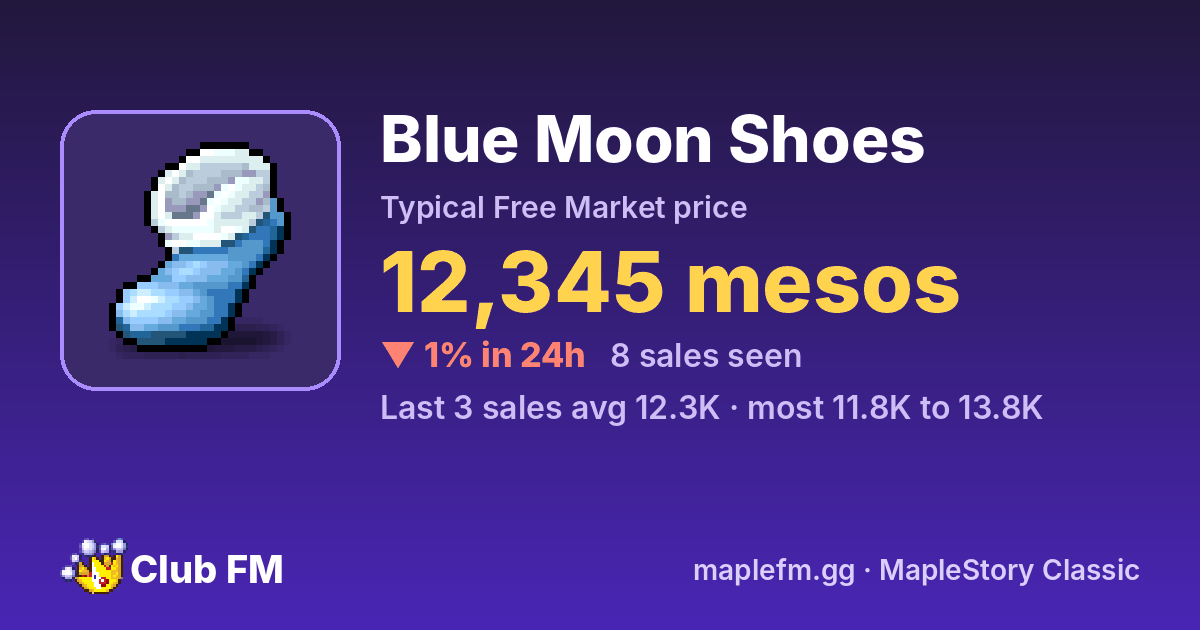 Blue Moon Shoes
Typical Free Market price
12,345 mesos
▼ 1% in 24h 8 sales seen
Last 3 sales avg 12.3K · most 11.8K to 13.8K
Club FM
maplefm.gg · MapleStory Classic